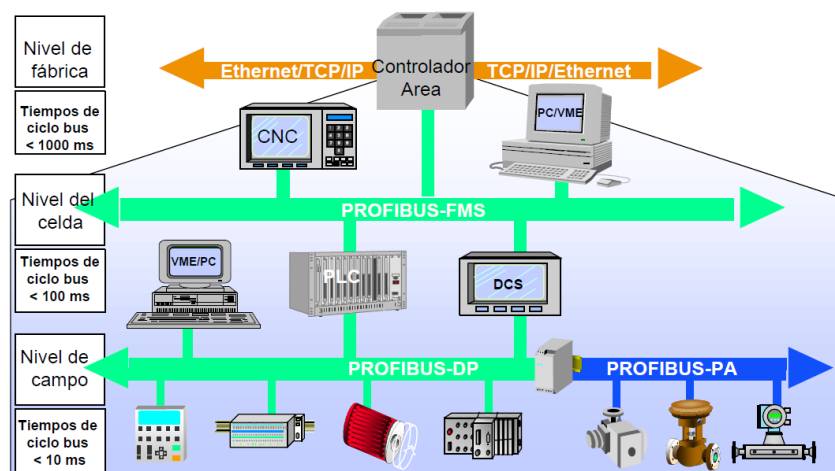 Nivel de
fábrica
Ethernet/TCP/IP
Controlador
Area
TCP/IP/Ethernet
Tiempos de
ciclo bus
< 1000 ms
CNC
PC/VME
Nivel del
celda
PROFIBUS-FMS
Tiempos de
ciclo bus
< 100 ms
VME/PC
PLC
DCS
Nivel de
campo
PROFIBUS-DP
PROFIBUS-PA
Tiempos de
ciclo bus
< 10 ms